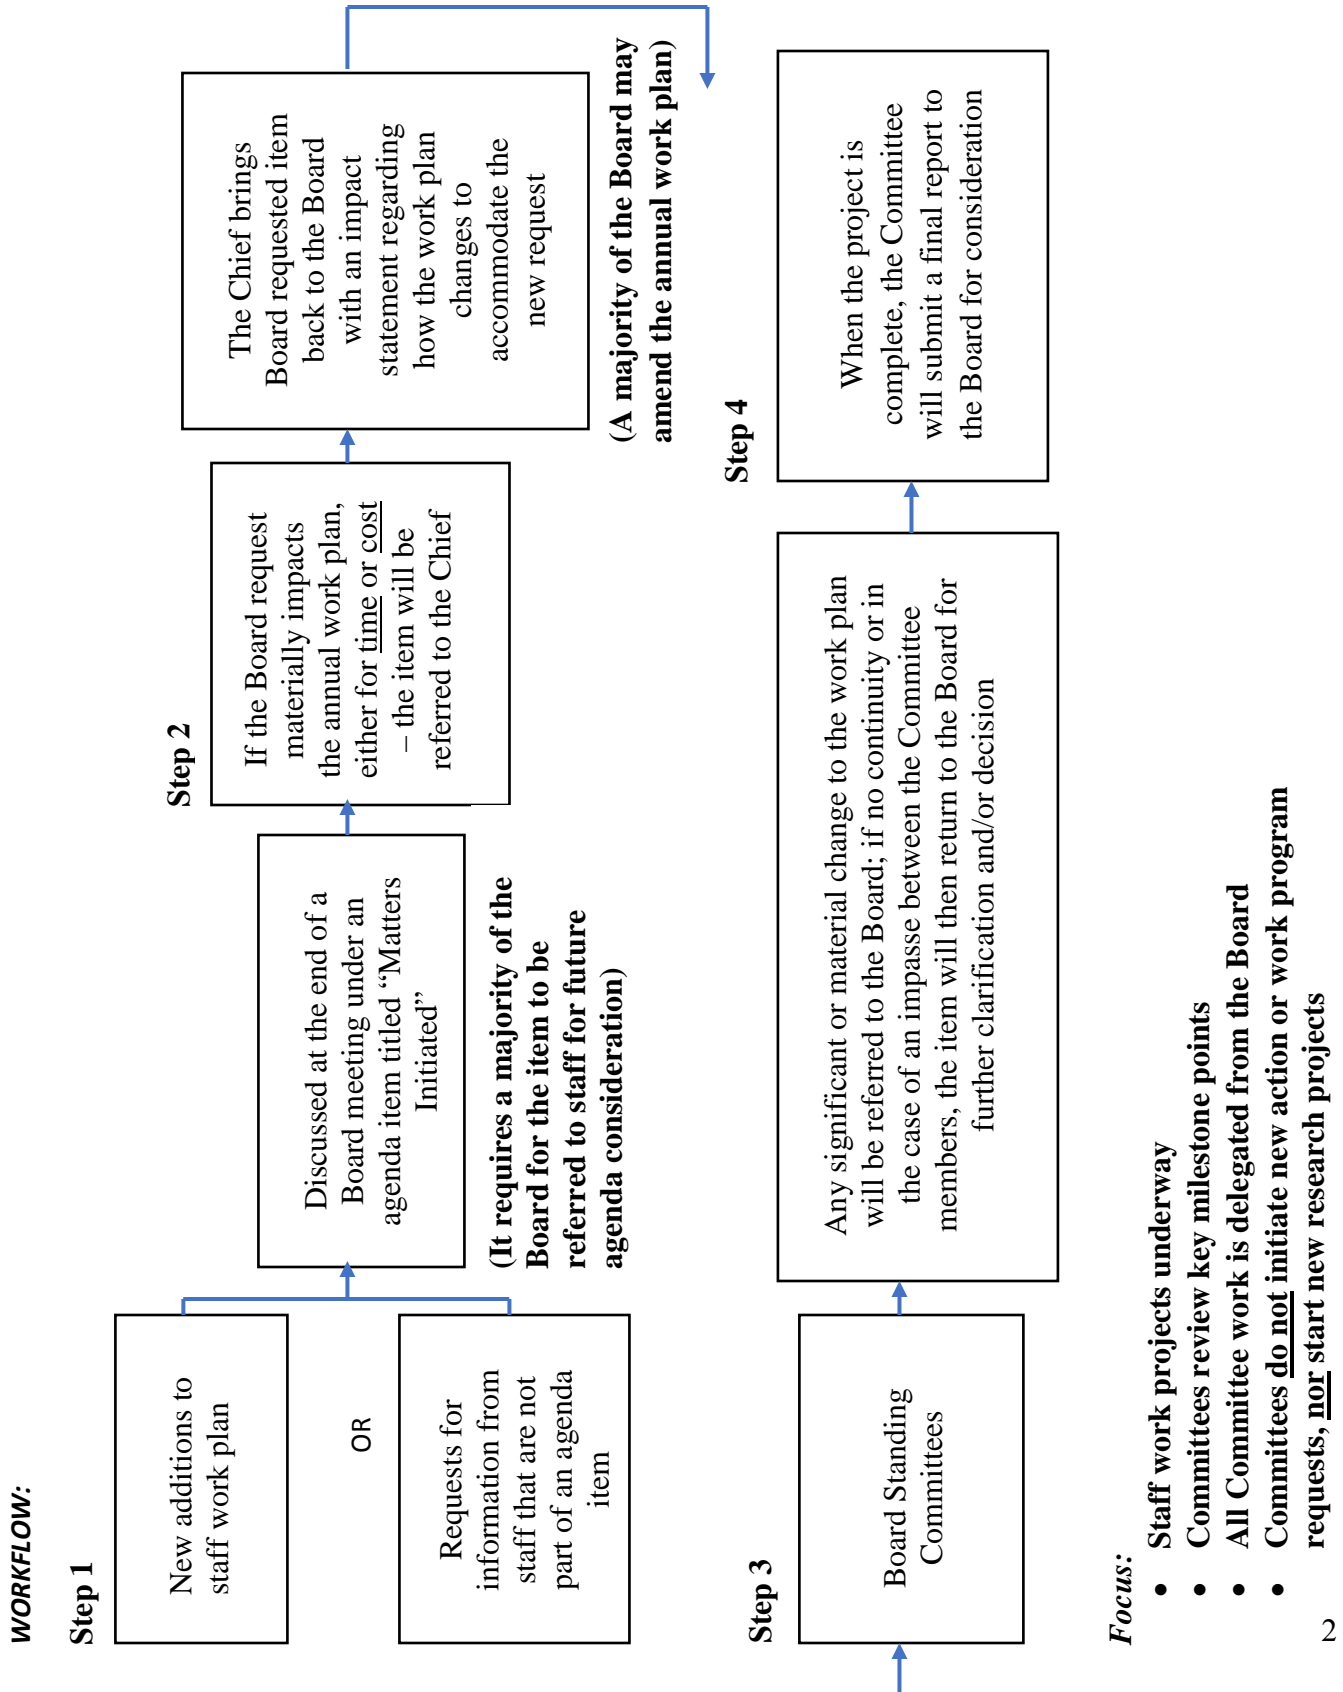 WORKFLOW:
Step 1
New additions to
staff work plan
OR
Requests for
information from
staff that are not
part of an agenda
item
Discussed at the end of a
Board meeting under an
agenda item titled “Matters
Initiated”
(It requires a majority of the
Board for the item to be
referred to staff for future
agenda consideration)
Step 2
If the Board request
materially impacts
the annual work plan,
either for time or cost
– the item will be
referred to the Chief
The Chief brings
Board requested item
back to the Board
with an impact
statement regarding
how the work plan
changes to
accommodate the
new request
(A majority of the Board may
amend the annual work plan)
Step 3
Board Standing
Committees
Any significant or material change to the work plan
will be referred to the Board; if no continuity or in
the case of an impasse between the Committee
members, the item will then return to the Board for
further clarification and/or decision
Step 4
When the project is
complete, the Committee
will submit a final report to
the Board for consideration
Focus:
• Staff work projects underway
• Committees review key milestone points
• All Committee work is delegated from the Board
• Committees do not initiate new action or work program
requests, nor start new research projects
2